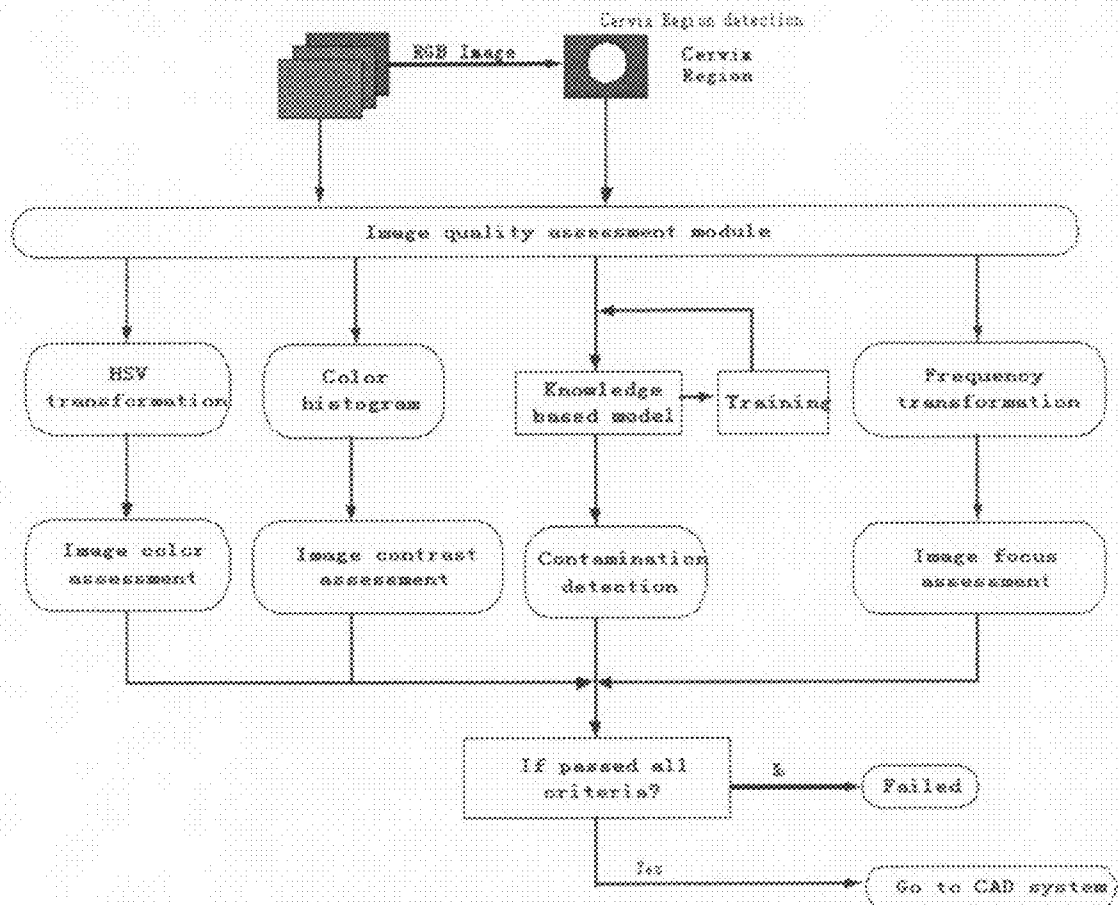 Cervix Region detection
RGB Image
Cervix
Region
Image quality assessment module
HSV
transformation
Color
histogram
Knowledge
based model
Training
Frequency
transformation
Image color
assessment
Image contrast
assessment
Contamination
detection
Image focus
assessment
If passed all
criteria?
Failed
Yes
Go to CAD system